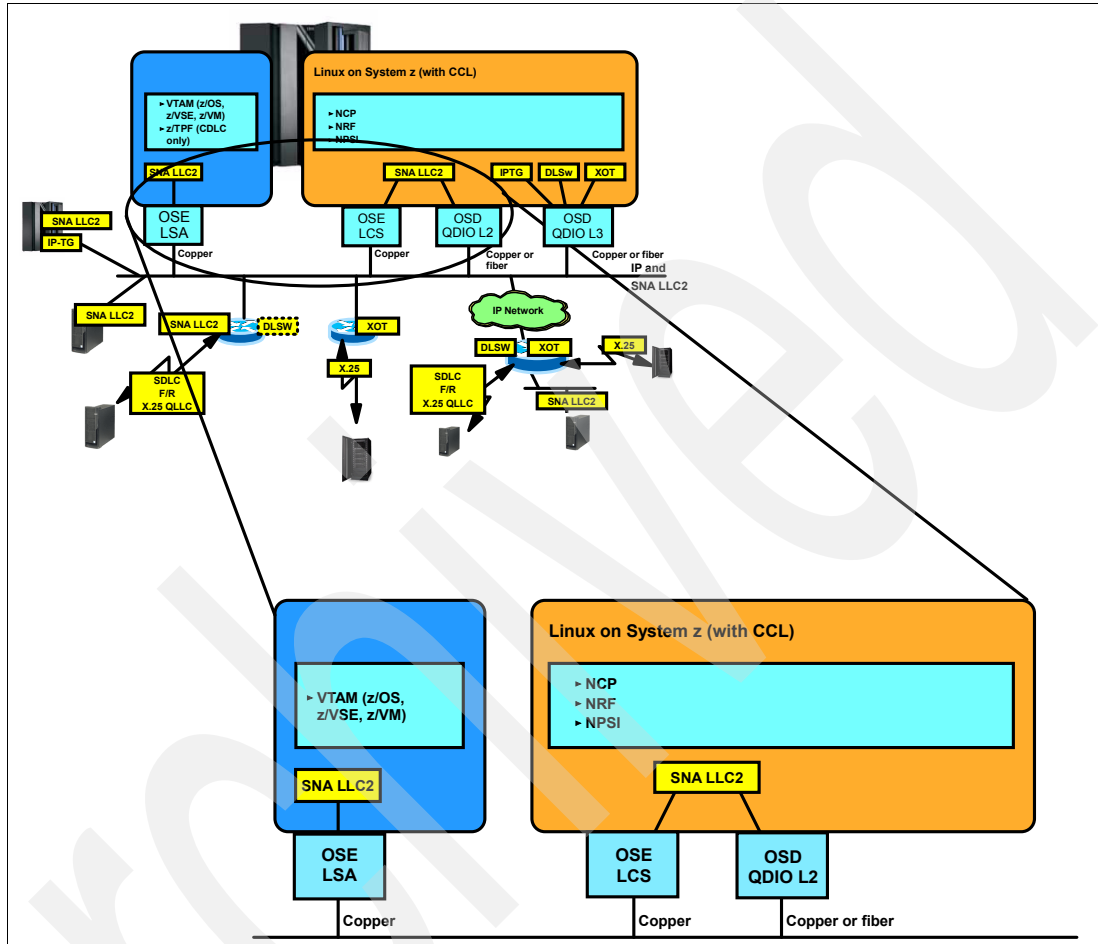 Linux on System z (with CCL)
► VTAM (z/OS,
z/VSE, z/VM)
► z/TPF (CDLC
only)
► NCP
► NRF
► NPSI
SNA LLC2
SNA LLC2
IPTG
DLSw
XOT
SNA LLC2
IP-TG
OSE
LSA
OSE
LCS
OSD
QDIO L2
OSD
QDIO L3
Copper
Copper
Copper or
fiber
Copper or fiber
IP and
SNA LLC2
SNA LLC2
SNA LLC2
DLSW
XOT
IP Network
DLSW
XOT
X.25
X.25
SDLC
F/R
X.25 QLLC
SDLC
F/R
X.25 QLLC
SNA LLC2
Linux on System z (with CCL)
► VTAM (z/OS,
z/VSE, z/VM)
► NCP
► NRF
► NPSI
SNA LLC2
SNA LLC2
OSE
LSA
OSE
LCS
OSD
QDIO L2
Copper
Copper
Copper or fiber